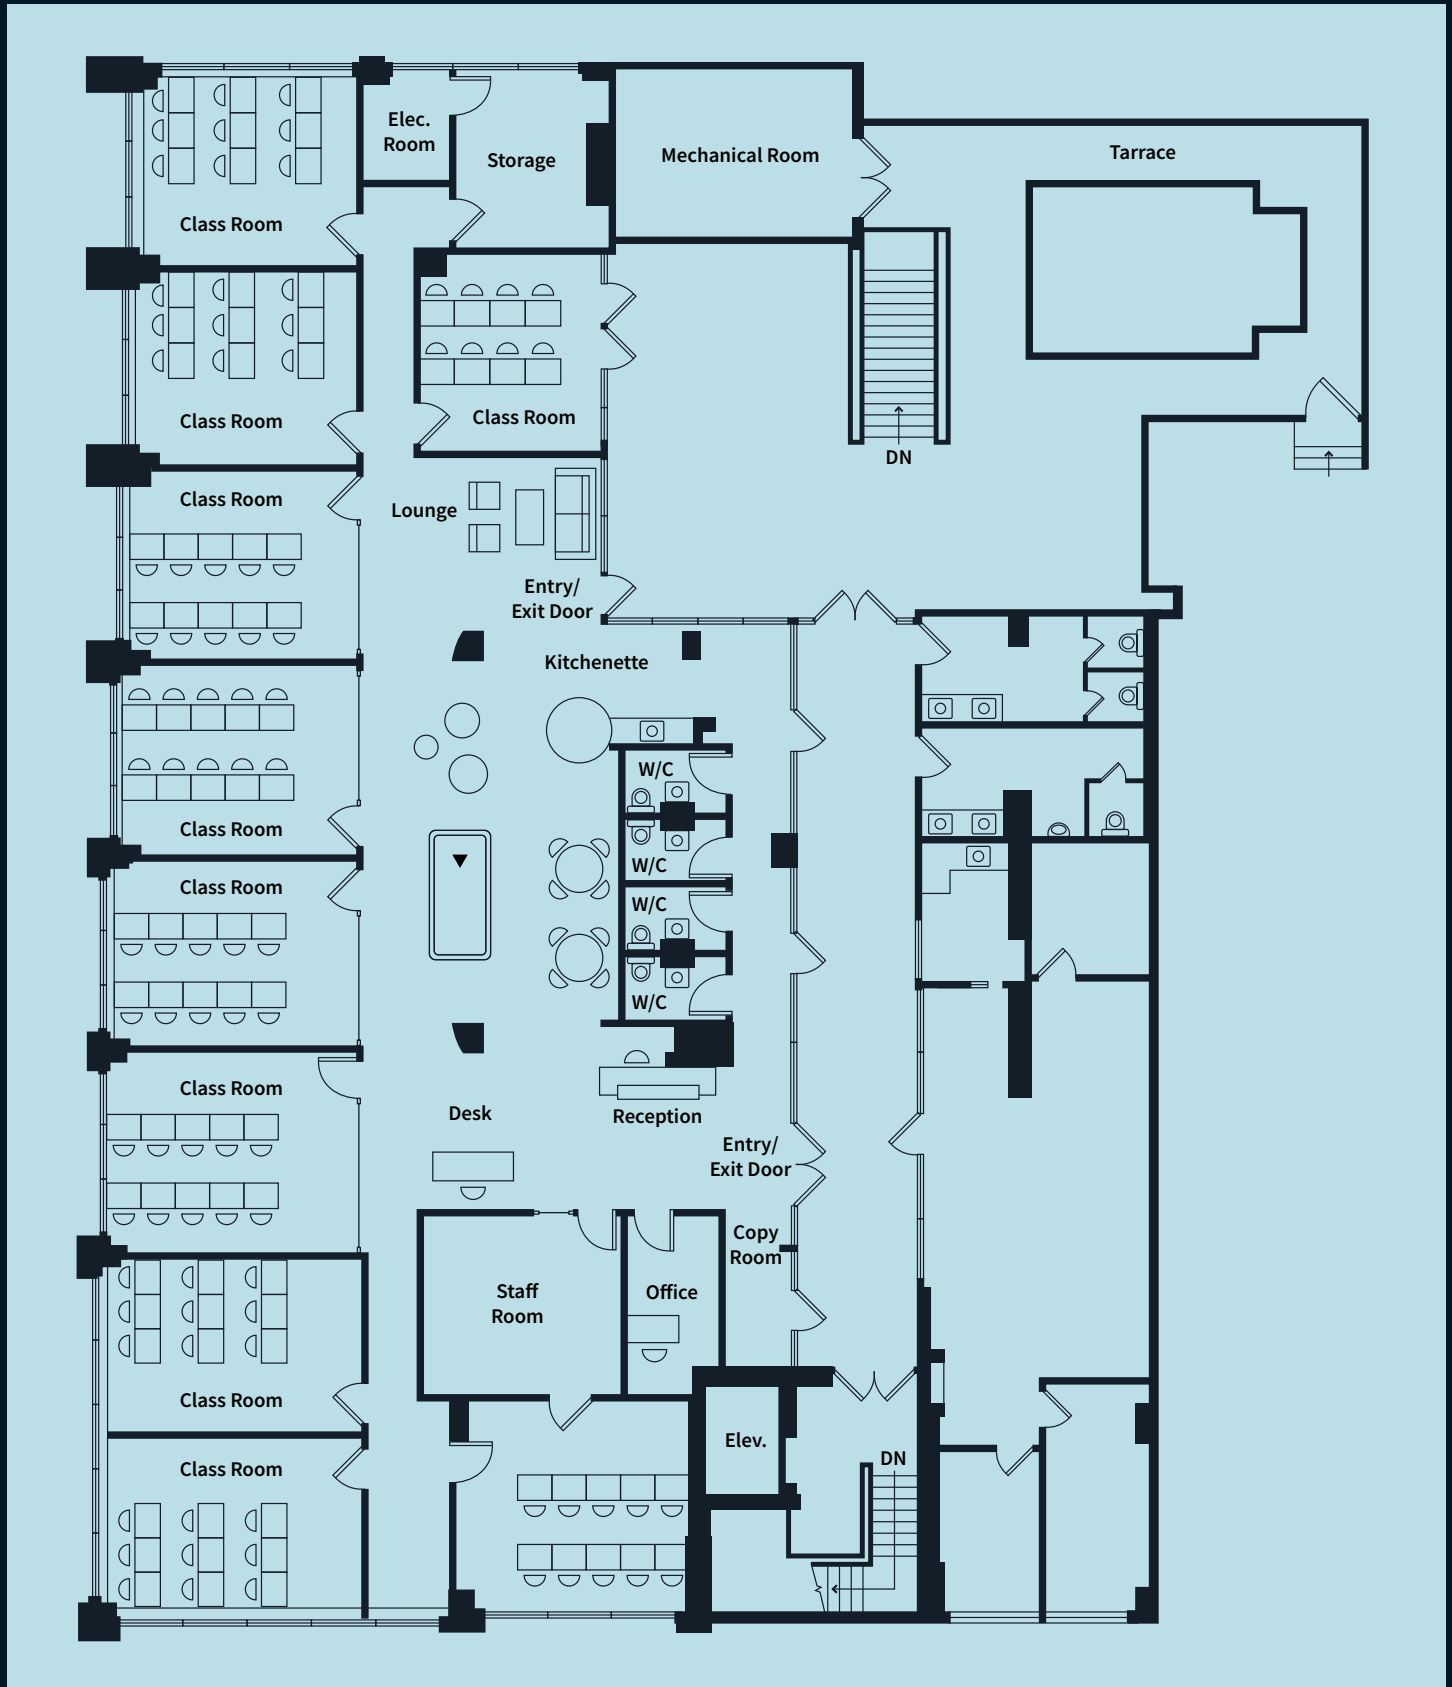 Elec.
Room
Storage
Mechanical Room
Tarrace
Class Room
Class Room
Class Room
DN
Class Room
Lounge
Entry/
Exit Door
Kitchenette
W/C
Class Room
W/C
Class Room
W/C
W/C
Class Room
Desk
Reception
Entry/
Exit Door
Copy
Room
Staff
Room
Office
Class Room
Elev.
DN
Class Room